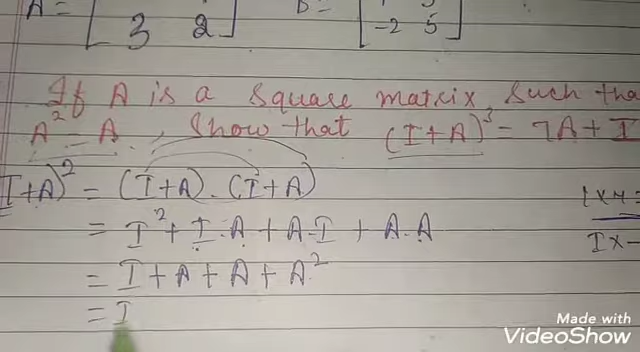 A =
3 2
B =
-2 5
If A is a square matrix, such tha
A² = A, show that (I+A)³ = 7A + I
I+A)² = (I+A).(I+A)
= I² + I.A + A.I + A.A
= I + A + A + A²
= I
I×
Made with
VideoShow